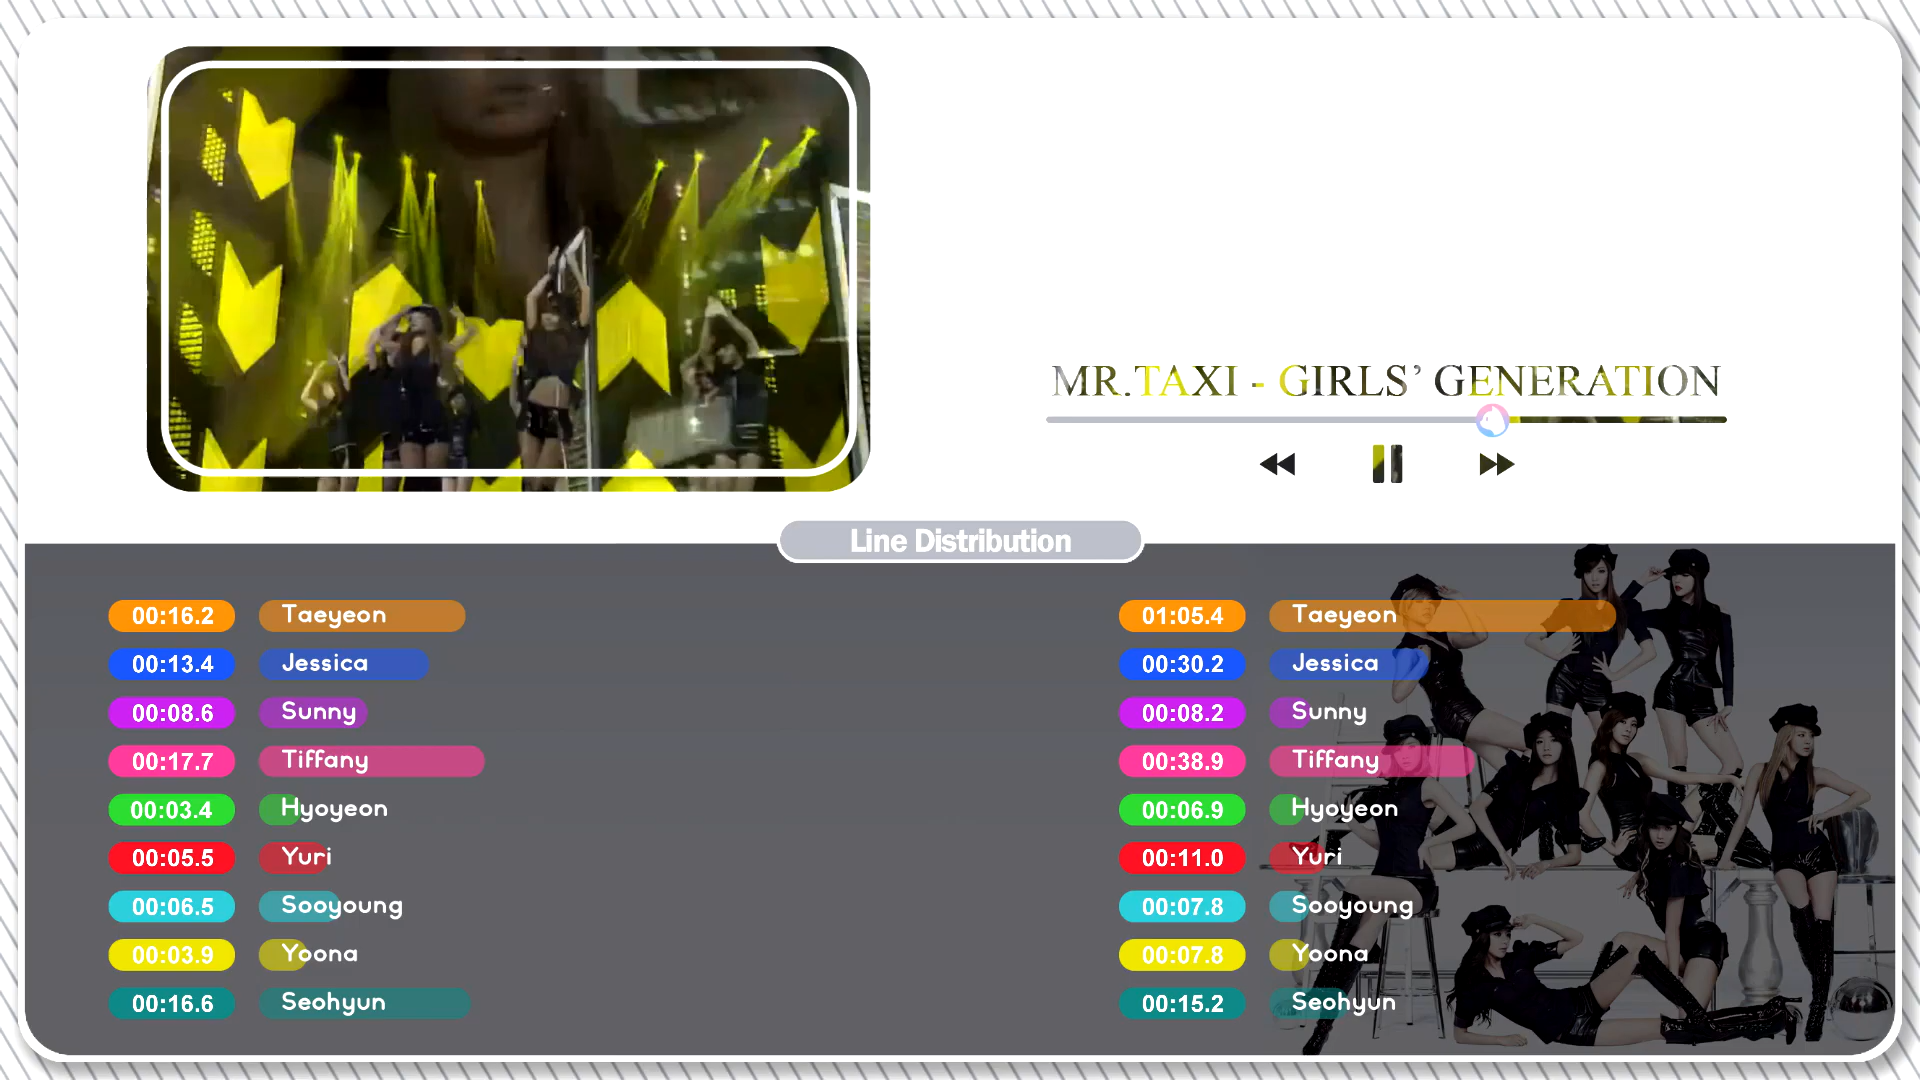 MR.TAXI - GIRLS' GENERATION
Line Distribution
00:16.2 Taeyeon
00:13.4 Jessica
00:08.6 Sunny
00:17.7 Tiffany
00:03.4 Hyoyeon
00:05.5 Yuri
00:06.5 Sooyoung
00:03.9 Yoona
00:16.6 Seohyun
01:05.4 Taeyeon
00:30.2 Jessica
00:08.2 Sunny
00:38.9 Tiffany
00:06.9 Hyoyeon
00:11.0 Yuri
00:07.8 Sooyoung
00:07.8 Yoona
00:15.2 Seohyun